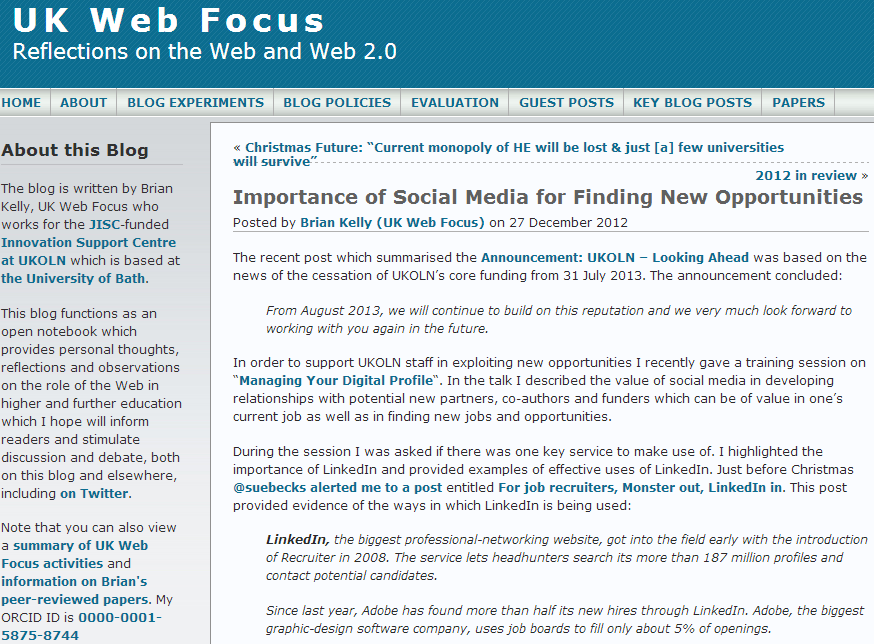 UK Web Focus
Reflections on the Web and Web 2.0
HOME ABOUT BLOG EXPERIMENTS BLOG POLICIES EVALUATION GUEST POSTS KEY BLOG POSTS PAPERS
About this Blog
The blog is written by Brian
Kelly, UK Web Focus who
works for the JISC-funded
Innovation Support Centre
at UKOLN which is based at
the University of Bath.
This blog functions as an
open notebook which
provides personal thoughts,
reflections and observations
on the role of the Web in
higher and further education
which I hope will inform
readers and stimulate
discussion and debate, both
on this blog and elsewhere,
including on Twitter.
Note that you can also view
a summary of UK Web
Focus activities and
information on Brian's
peer-reviewed papers. My
ORCID ID is 0000-0001-
5875-8744
« Christmas Future: “Current monopoly of HE will be lost & just [a] few universities
will survive”
2012 in review »
Importance of Social Media for Finding New Opportunities
Posted by Brian Kelly (UK Web Focus) on 27 December 2012
The recent post which summarised the Announcement: UKOLN – Looking Ahead was based on the
news of the cessation of UKOLN’s core funding from 31 July 2013. The announcement concluded:
From August 2013, we will continue to build on this reputation and we very much look forward to
working with you again in the future.
In order to support UKOLN staff in exploiting new opportunities I recently gave a training session on
“Managing Your Digital Profile“. In the talk I described the value of social media in developing
relationships with potential new partners, co-authors and funders which can be of value in one’s
current job as well as in finding new jobs and opportunities.
During the session I was asked if there was one key service to make use of. I highlighted the
importance of LinkedIn and provided examples of effective uses of LinkedIn. Just before Christmas
@suebecks alerted me to a post entitled For job recruiters, Monster out, LinkedIn in. This post
provided evidence of the ways in which LinkedIn is being used:
LinkedIn, the biggest professional-networking website, got into the field early with the introduction
of Recruiter in 2008. The service lets headhunters search its more than 187 million profiles and
contact potential candidates.
Since last year, Adobe has found more than half its new hires through LinkedIn. Adobe, the biggest
graphic-design software company, uses job boards to fill only about 5% of openings.